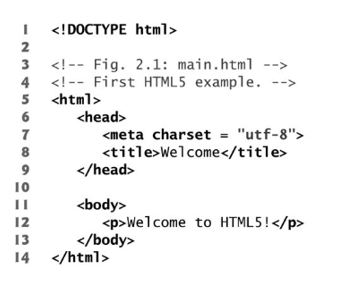 1 <!DOCTYPE html>
2
3 <!-- Fig. 2.1: main.html -->
4 <!-- First HTML5 example. -->
5 <html>
6 <head>
7 <meta charset = "utf-8">
8 <title>Welcome</title>
9 </head>
10
11 <body>
12 <p>Welcome to HTML5!</p>
13 </body>
14 </html>